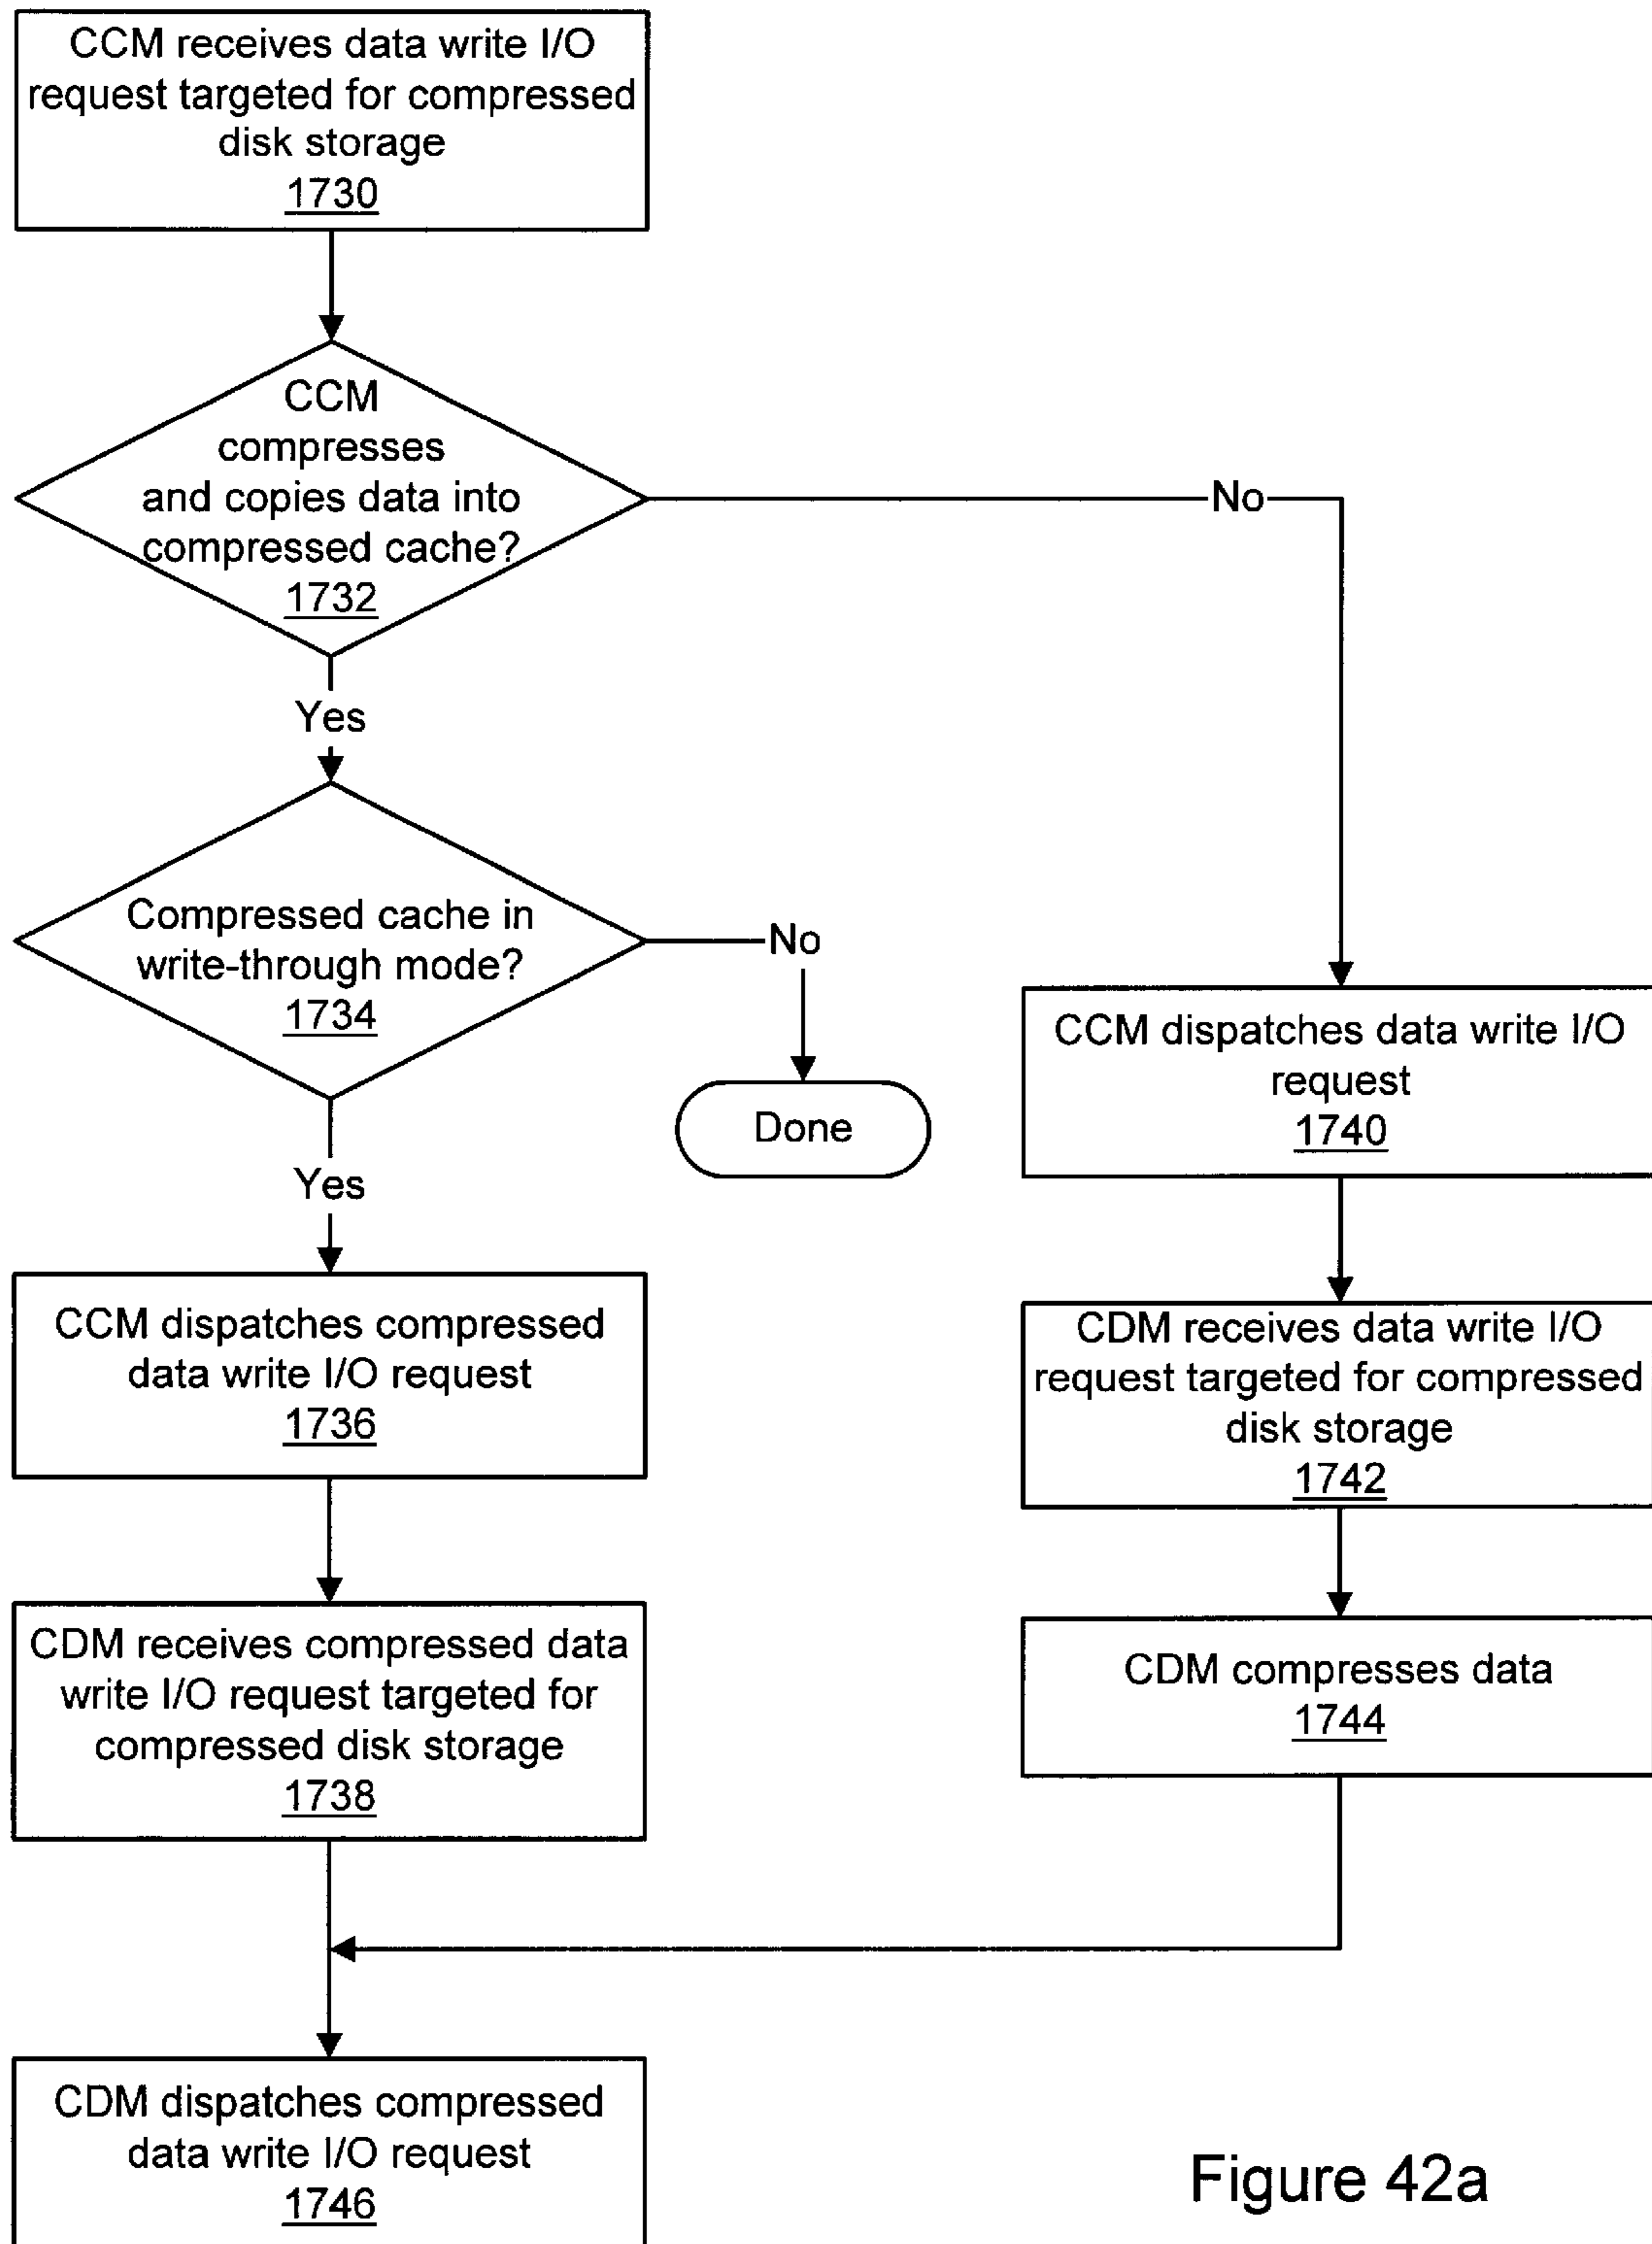 CCM receives data write I/O
request targeted for compressed
disk storage
1730
CCM
compresses
and copies data into
compressed cache?
1732
No
Yes
Compressed cache in
write-through mode?
1734
No
Done
Yes
CCM dispatches compressed
data write I/O request
1736
CDM receives compressed data
write I/O request targeted for
compressed disk storage
1738
CCM dispatches data write I/O
request
1740
CDM receives data write I/O
request targeted for compressed
disk storage
1742
CDM compresses data
1744
CDM dispatches compressed
data write I/O request
1746
Figure 42a